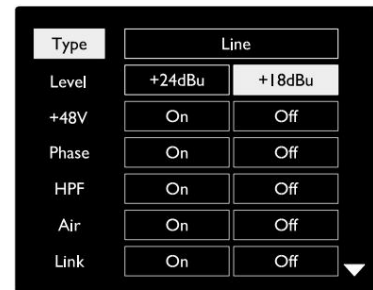 Type Line
Level +24dBu +18dBu
+48V On Off
Phase On Off
HPF On Off
Air On Off
Link On Off